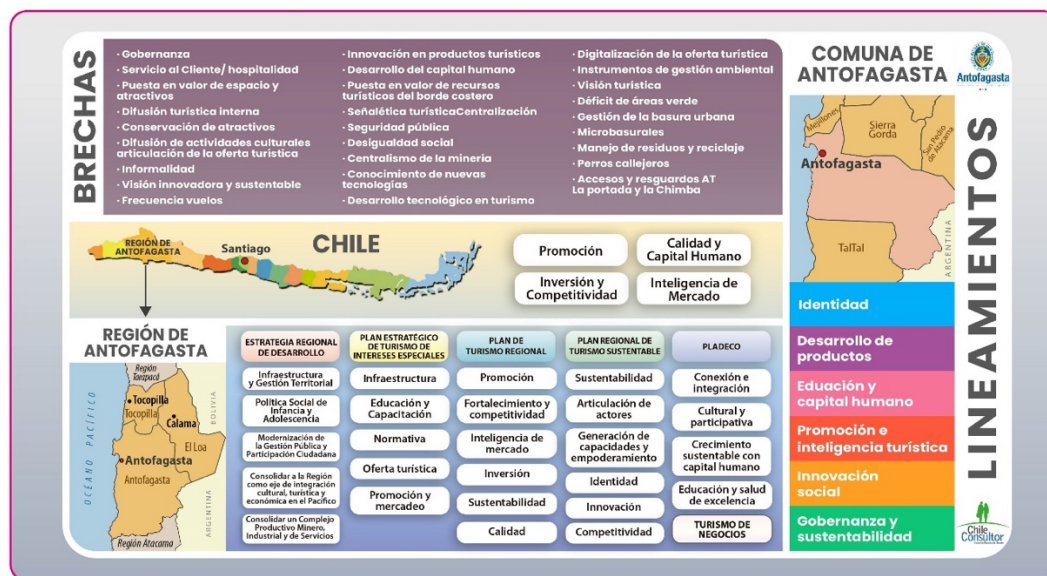 BRECHAS
· Gobernanza
· Servicio al Cliente/ hospitalidad
· Puesta en valor de espacio y
atractivos
· Difusión turística interna
· Conservación de atractivos
· Difusión de actividades culturales
articulación de la oferta turística
· Informalidad
· Visión innovadora y sustentable
· Frecuencia vuelos
· Innovación en productos turísticos
· Desarrollo del capital humano
· Puesta en valor de recursos
turísticos del borde costero
· Señalética turísticaCentralización
· Seguridad pública
· Desigualdad social
· Centralismo de la mineria
· Conocimiento de nuevas
tecnologías
· Desarrollo tecnológico en turismo
· Digitalización de la oferta turística
· Instrumentos de gestión ambiental
· Visión turística
· Déficit de áreas verde
· Gestión de la basura urbana
· Microbasurales
· Manejo de residuos y reciclaje
· Perros callejeros
· Accesos y resguardos AT
La portada y la Chimba
REGIÓN DE
ANTOFAGASTA
Santiago
CHILE
Promoción
Calidad y
Capital Humano
Inversión y
Competitividad
Inteligencia de
Mercado
REGIÓN DE
ANTOFAGASTA
OCÉANO PACÍFICO
Región
Tarapacá
Tocopilla
Tocopilla
Calama
BOLIVIA
El Loa
Antofagasta
Antofagasta
ARGENTINA
Región Atacama
ESTRATEGIA REGIONAL
DE DESARROLLO
Infraestructura
y Gestión Territorial
Política Social de
Infancia y
Adolescencia
Modernización de
la Gestión Pública y
Participación Ciudadana
Consolidar a la Región
como eje de integración
cultural, turística y
económica en el Pacífico
Consolidar un Complejo
Productivo Minero,
Industrial y de Servicios
PLAN ESTRATÉGICO
DE TURISMO DE
INTERESES ESPECIALES
Infraestructura
Educación y
Capacitación
Normativa
Oferta turística
Promoción y
mercadeo
PLAN DE
TURISMO REGIONAL
Promoción
Fortalecimiento y
competitividad
Inteligencia de
mercado
Inversión
Sustentabilidad
Calidad
PLAN REGIONAL DE
TURISMO SUSTENTABLE
Sustentabilidad
Articulación de
actores
Generación de
capacidades y
empoderamiento
Identidad
Innovación
Competitividad
PLADECO
Conexión e
integración
Cultural y
participativa
Crecimiento
sustentable con
capital humano
Educación y salud
de excelencia
TURISMO DE
NEGOCIOS
COMUNA DE
ANTOFAGASTA
Antofagasta
Mejillones
Sierra
Gorda
San Pedro
de Atacama
Antofagasta
TalTal
ARGENTINA
LINEAMIENTOS
Identidad
Desarrollo de
productos
Eduación y
capital humano
Promoción e
inteligencia turística
Innovación
social
Gobernanza y
sustentabilidad
Chile
Consultor